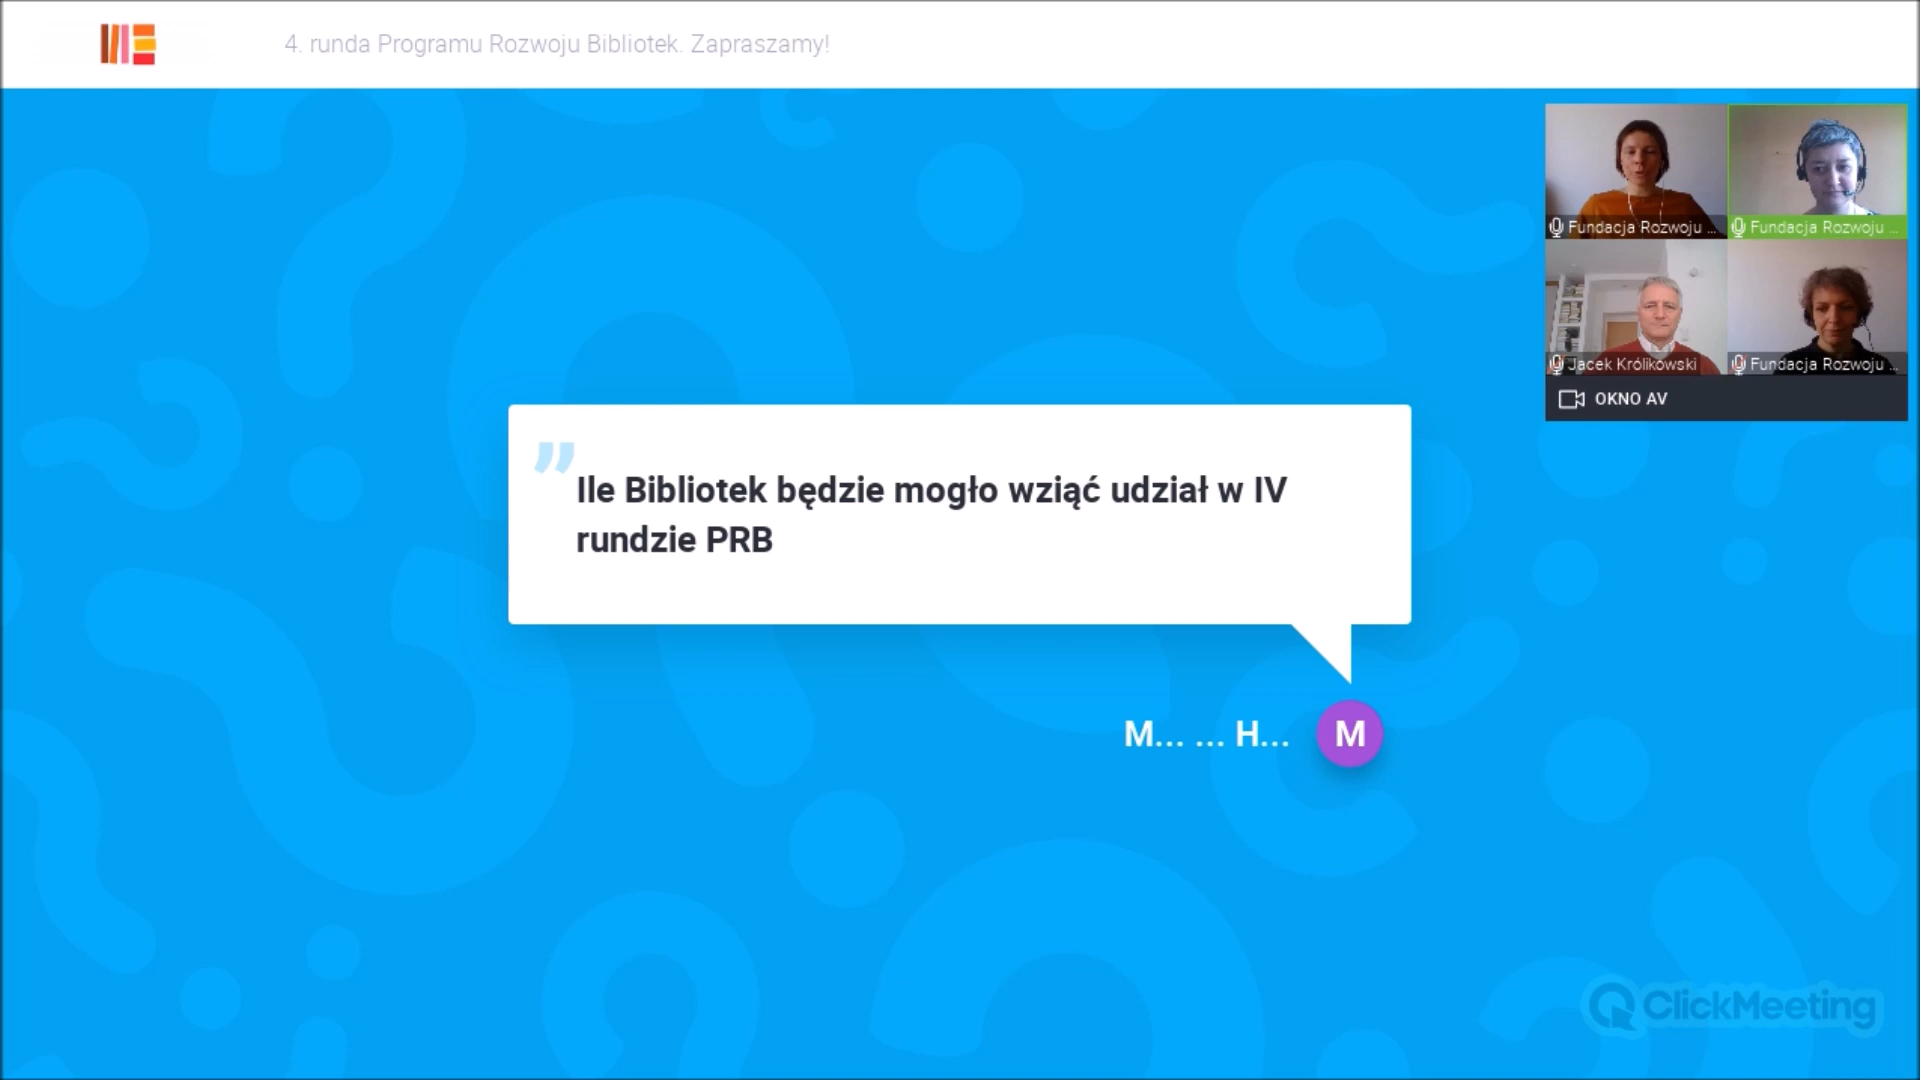 4. runda Programu Rozwoju Bibliotek. Zapraszamy!
Fundacja Rozwoju ...
Fundacja Rozwoju ...
Jacek Królikowski
Fundacja Rozwoju ...
OKNO AV
”
Ile Bibliotek będzie mogło wziąć udział w IV
rundzie PRB
M... ... H...
M
ClickMeeting